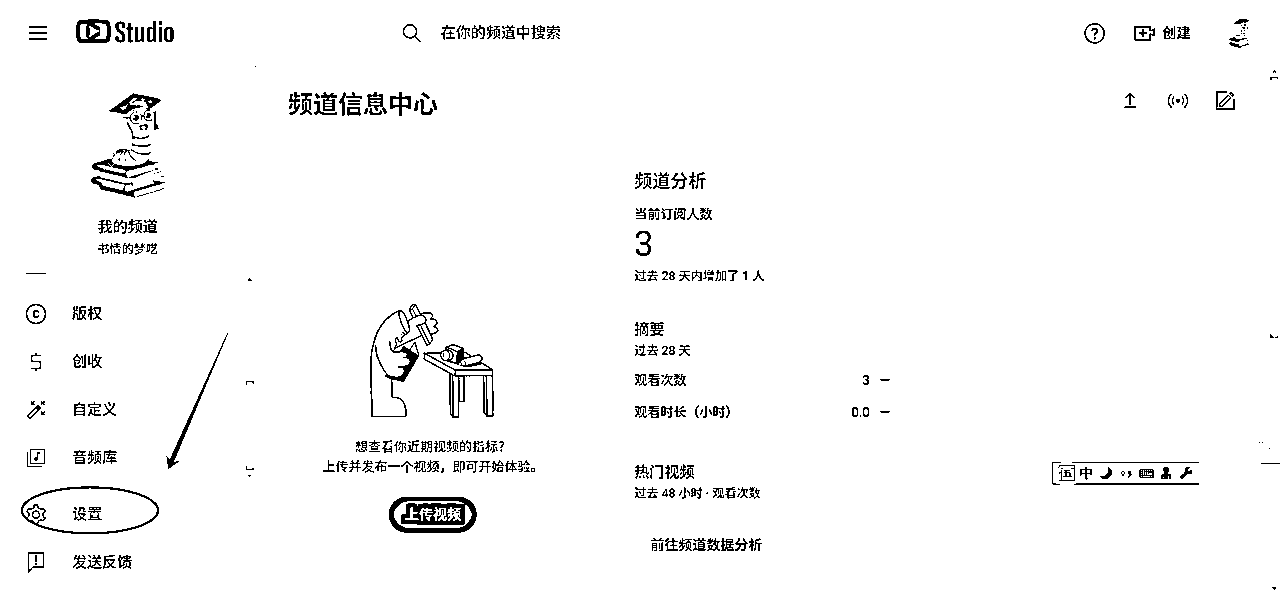 Studio
在你的频道中搜索
创建
我的频道
书情的梦呓
版权
创收
自定义
音频库
设置
发送反馈
频道信息中心
想查看你近期视频的指标?
上传并发布一个视频，即可开始体验。
上传视频
频道分析
当前订阅人数
3
过去 28 天内增加了 1 人
摘要
过去 28 天
观看次数 3 —
观看时长（小时） 0.0 —
热门视频
过去 48 小时 · 观看次数
前往频道数据分析
伍 中